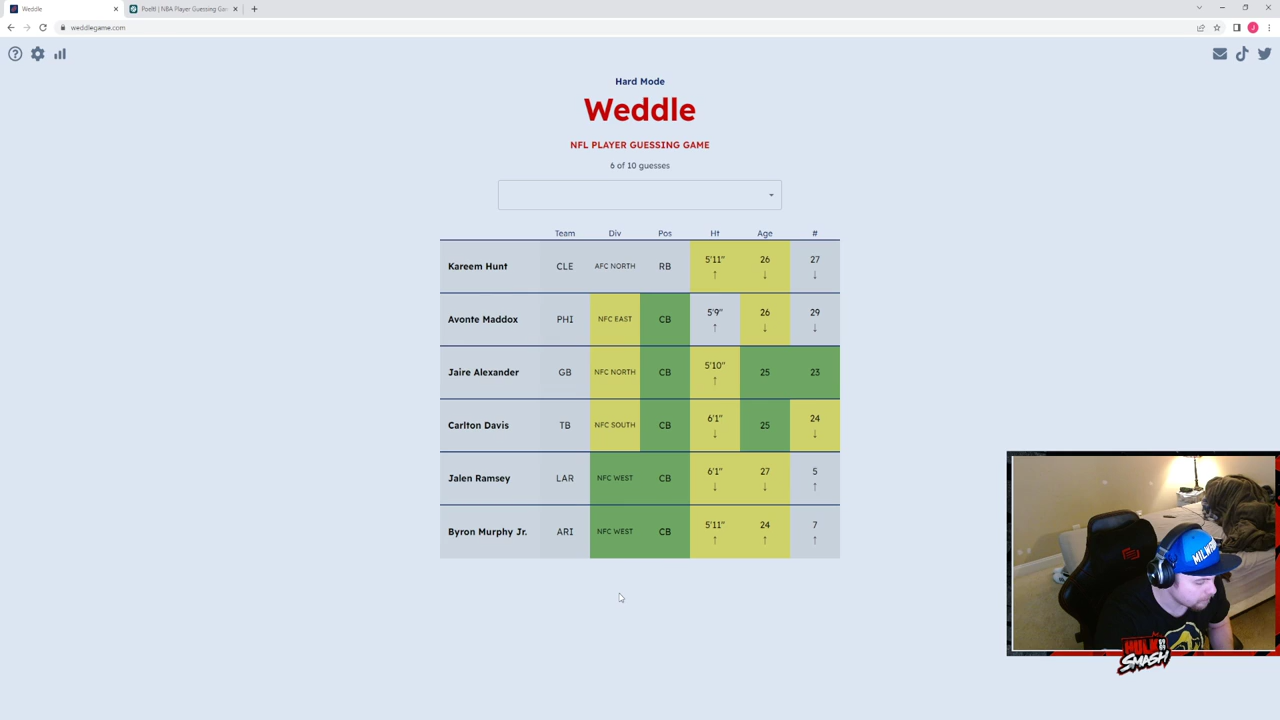 Weddle
Poeltl | NBA Player Guessing Ga
weddlegame.com
J
Hard Mode
Weddle
NFL PLAYER GUESSING GAME
6 of 10 guesses
Team Div Pos Ht Age #
Kareem Hunt CLE AFC NORTH RB 5'11" ↑ 26 ↓ 27 ↓
Avonte Maddox PHI NFC EAST CB 5'9" ↑ 26 ↓ 29 ↓
Jaire Alexander GB NFC NORTH CB 5'10" ↑ 25 23
Carlton Davis TB NFC SOUTH CB 6'1" ↓ 25 24 ↓
Jalen Ramsey LAR NFC WEST CB 6'1" ↓ 27 ↓ 5 ↑
Byron Murphy Jr. ARI NFC WEST CB 5'11" ↑ 24 ↑ 7 ↑
HULK
SMASH